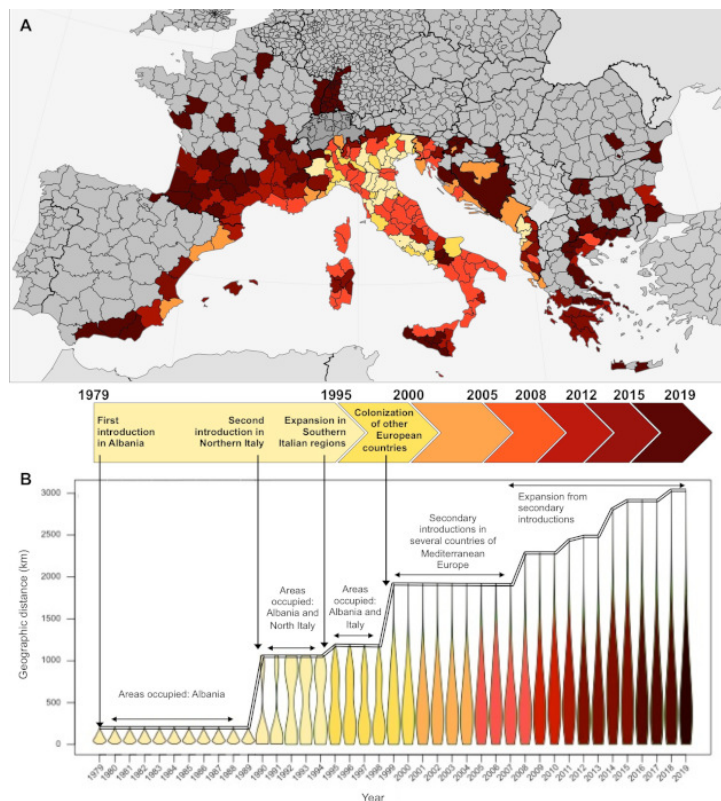 A
1979
1995
2000
2005
2008
2012
2015
2019
First
introduction
in Albania
Second
introduction in
Northern Italy
Expansion in
Southern
Italian regions
Colonization
of other
European
countries
B
Geographic distance (km)
3000
2500
2000
1500
1000
500
0
Areas occupied: Albania
Areas
occupied:
Albania and
North Italy
Areas
occupied:
Albania and
Italy
Secondary
introductions in
several countries of
Mediterranean
Europe
Expansion from
secondary
introductions
1979 1980 1981 1982 1983 1984 1985 1986 1987 1988 1989 1990 1991 1992 1993 1994 1995 1996 1997 1998 1999 2000 2001 2002 2003 2004 2005 2006 2007 2008 2009 2010 2011 2012 2013 2014 2015 2016 2017 2018 2019
Year